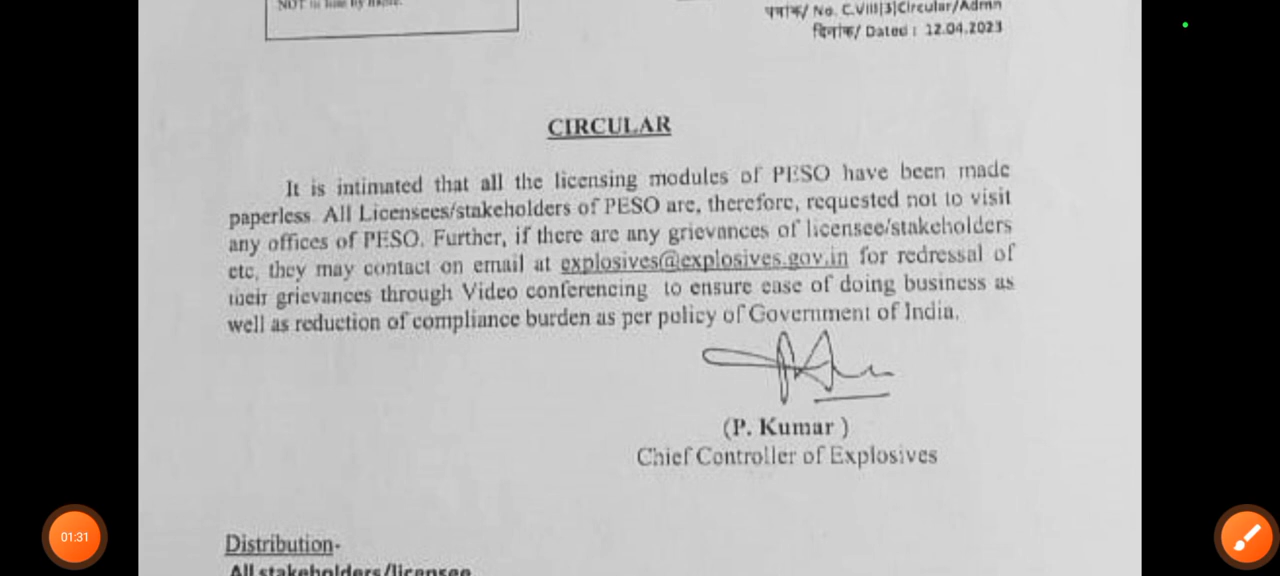 NOT
पत्रांक/ No. C.VIII|3|Circular/Admn
दिनांक/ Dated : 12.04.2023
CIRCULAR
It is intimated that all the licensing modules of PESO have been made
paperless. All Licensees/stakeholders of PESO are, therefore, requested not to visit
any offices of PESO. Further, if there are any grievances of licensee/stakeholders
etc, they may contact on email at explosives@explosives.gov.in for redressal of
their grievances through Video conferencing to ensure ease of doing business as
well as reduction of compliance burden as per policy of Government of India.
(P. Kumar )
Chief Controller of Explosives
01:31
Distribution-
All stakeholders/licensee